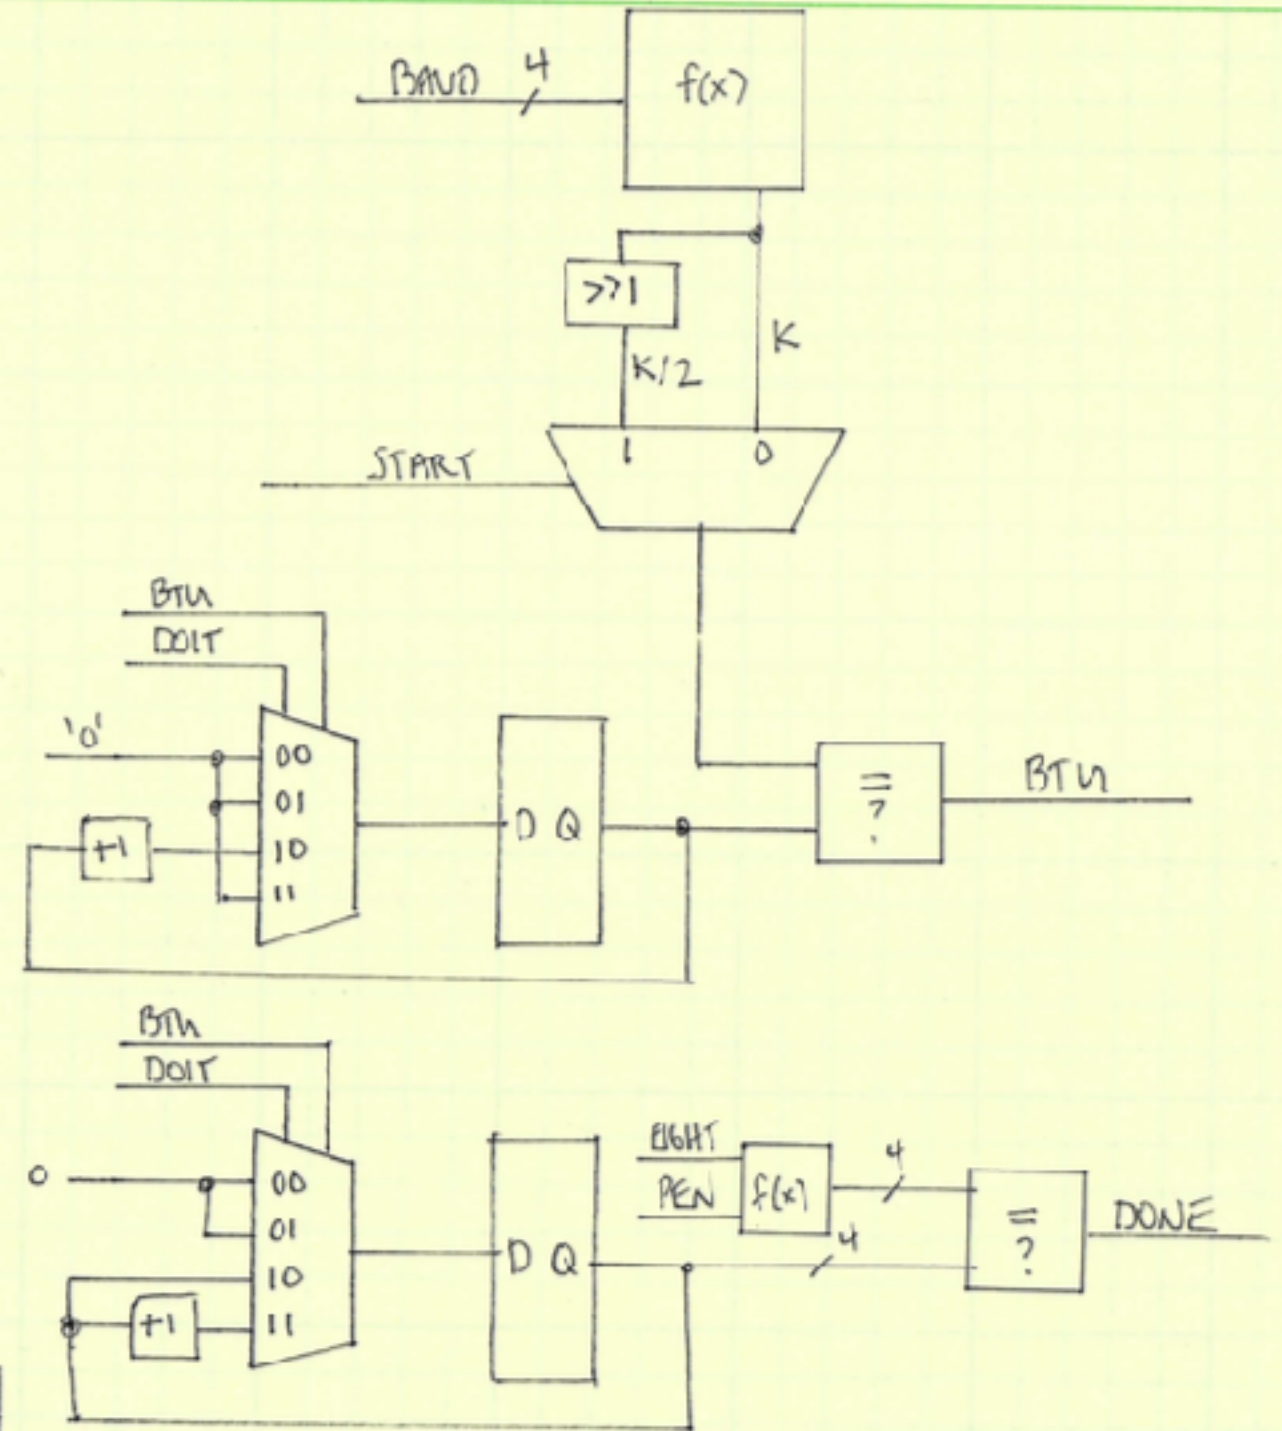 BAUD 4
f(x)
>>1
K/2
K
1 0
START
BTU
DOIT
'0'
00
01
+1
10
11
D Q
=
?
BTU
BTU
DOIT
0
00
01
10
+1
11
D Q
EIGHT
PEN
f(x)
4
4
=
?
DONE